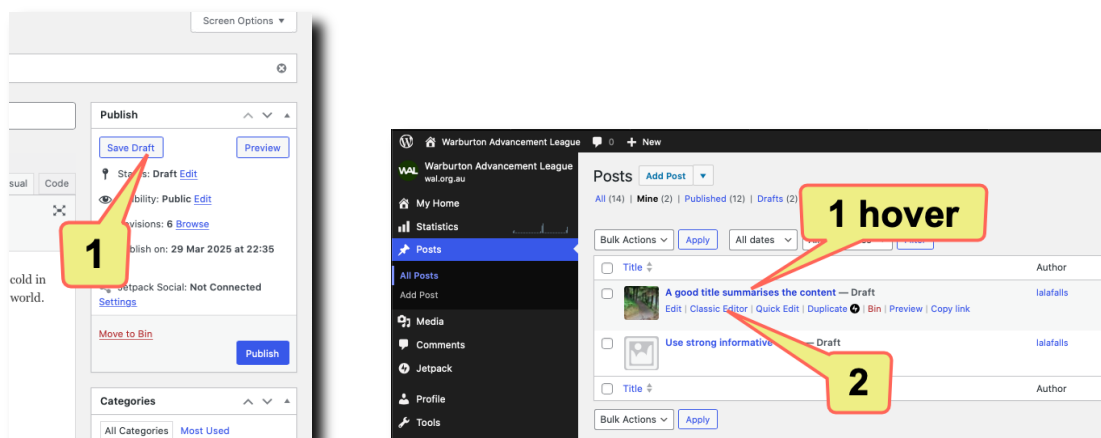 Screen Options ▼
Publish
Save Draft
Preview
1
Status: Draft Edit
Visibility: Public Edit
Revisions: 6 Browse
Publish on: 29 Mar 2025 at 22:35
Jetpack Social: Not Connected
Settings
Move to Bin
Publish
Categories
All Categories Most Used
sual Code
cold in
world.
Warburton Advancement League 0 + New
WAL Warburton Advancement League
wal.org.au
My Home
Statistics
Posts
All Posts
Add Post
Media
Comments
Jetpack
Profile
Tools
Posts Add Post ▼
All (14) | Mine (2) | Published (12) | Drafts (2)
1 hover
Bulk Actions Apply All dates
Title Author
A good title summarises the content — Draft lalafalls
Edit | Classic Editor | Quick Edit | Duplicate | Bin | Preview | Copy link
Use strong informative — Draft lalafalls
2
Title Author
Bulk Actions Apply